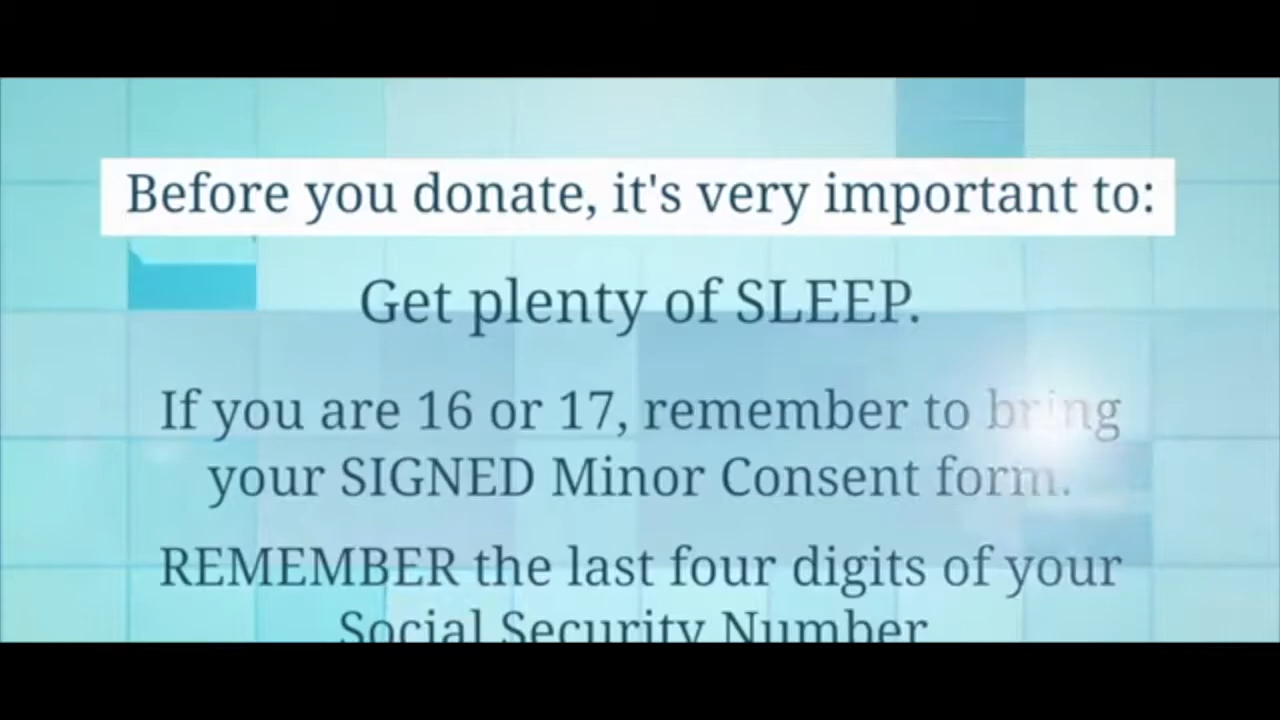 Before you donate, it's very important to:
Get plenty of SLEEP.
If you are 16 or 17, remember to bring
your SIGNED Minor Consent form.
REMEMBER the last four digits of your
Social Security Number